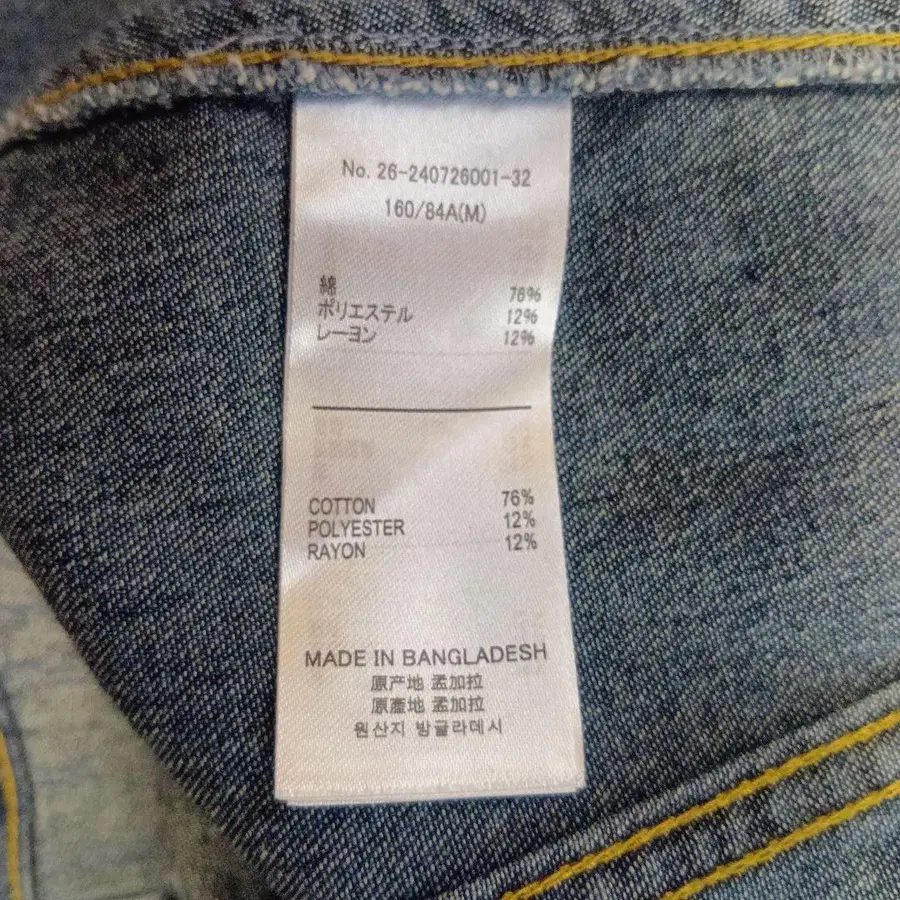 No. 26-240726001-32
160/84A(M)
綿 76%
ポリエステル 12%
レーヨン 12%
COTTON 76%
POLYESTER 12%
RAYON 12%
MADE IN BANGLADESH
原产地 孟加拉
原產地 孟加拉
원산지 방글라데시